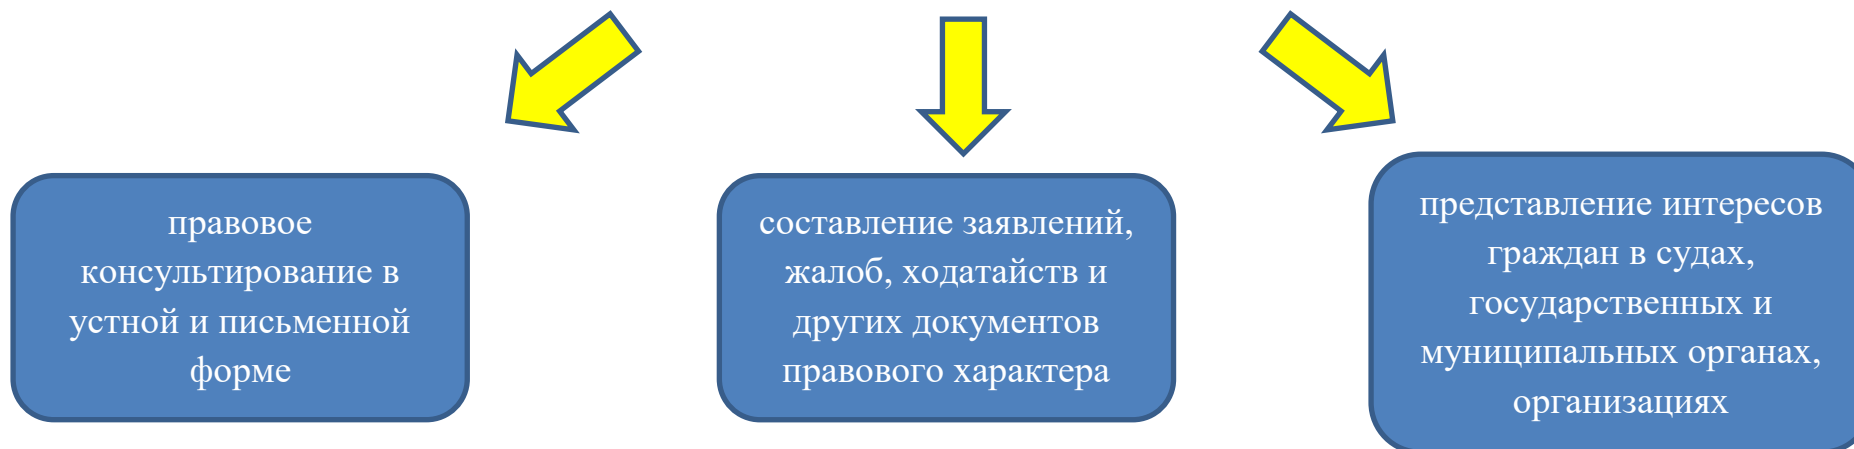 правовое
консультирование в
устной и письменной
форме
составление заявлений,
жалоб, ходатайств и
других документов
правового характера
представление интересов
граждан в судах,
государственных и
муниципальных органах,
организациях